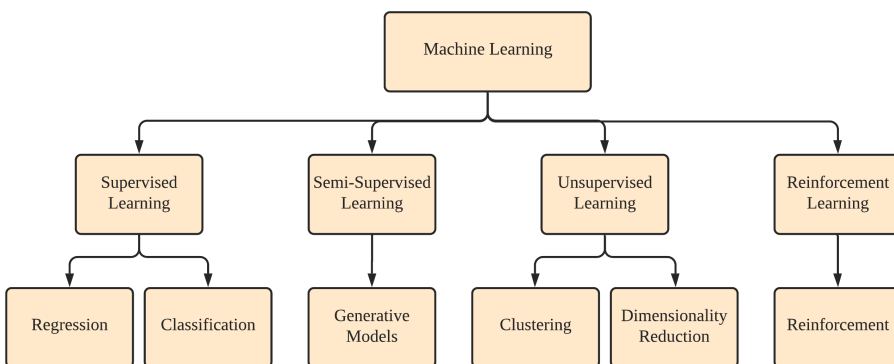 Machine Learning
Supervised
Learning
Semi-Supervised
Learning
Unsupervised
Learning
Reinforcement
Learning
Regression
Classification
Generative
Models
Clustering
Dimensionality
Reduction
Reinforcement